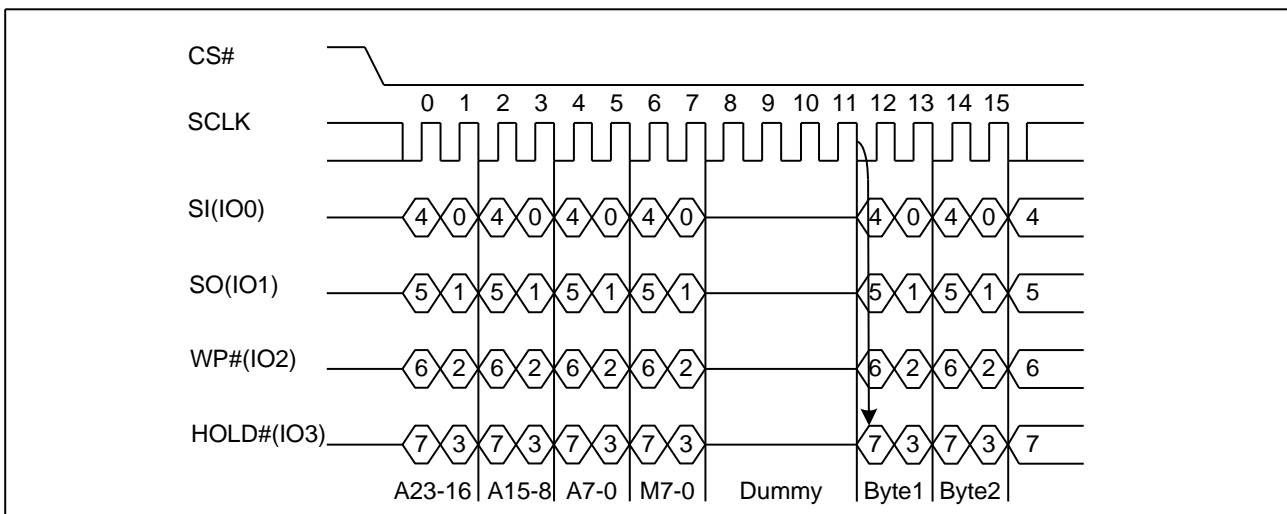 CS#
0 1 2 3 4 5 6 7 8 9 10 11 12 13 14 15
SCLK
SI(IO0) 4 0 4 0 4 0 4 0 4 0 4 0 4
SO(IO1) 5 1 5 1 5 1 5 1 5 1 5 1 5
WP#(IO2) 6 2 6 2 6 2 6 2 6 2 6 2 6
HOLD#(IO3) 7 3 7 3 7 3 7 3 7 3 7 3 7
A23-16 A15-8 A7-0 M7-0 Dummy Byte1 Byte2